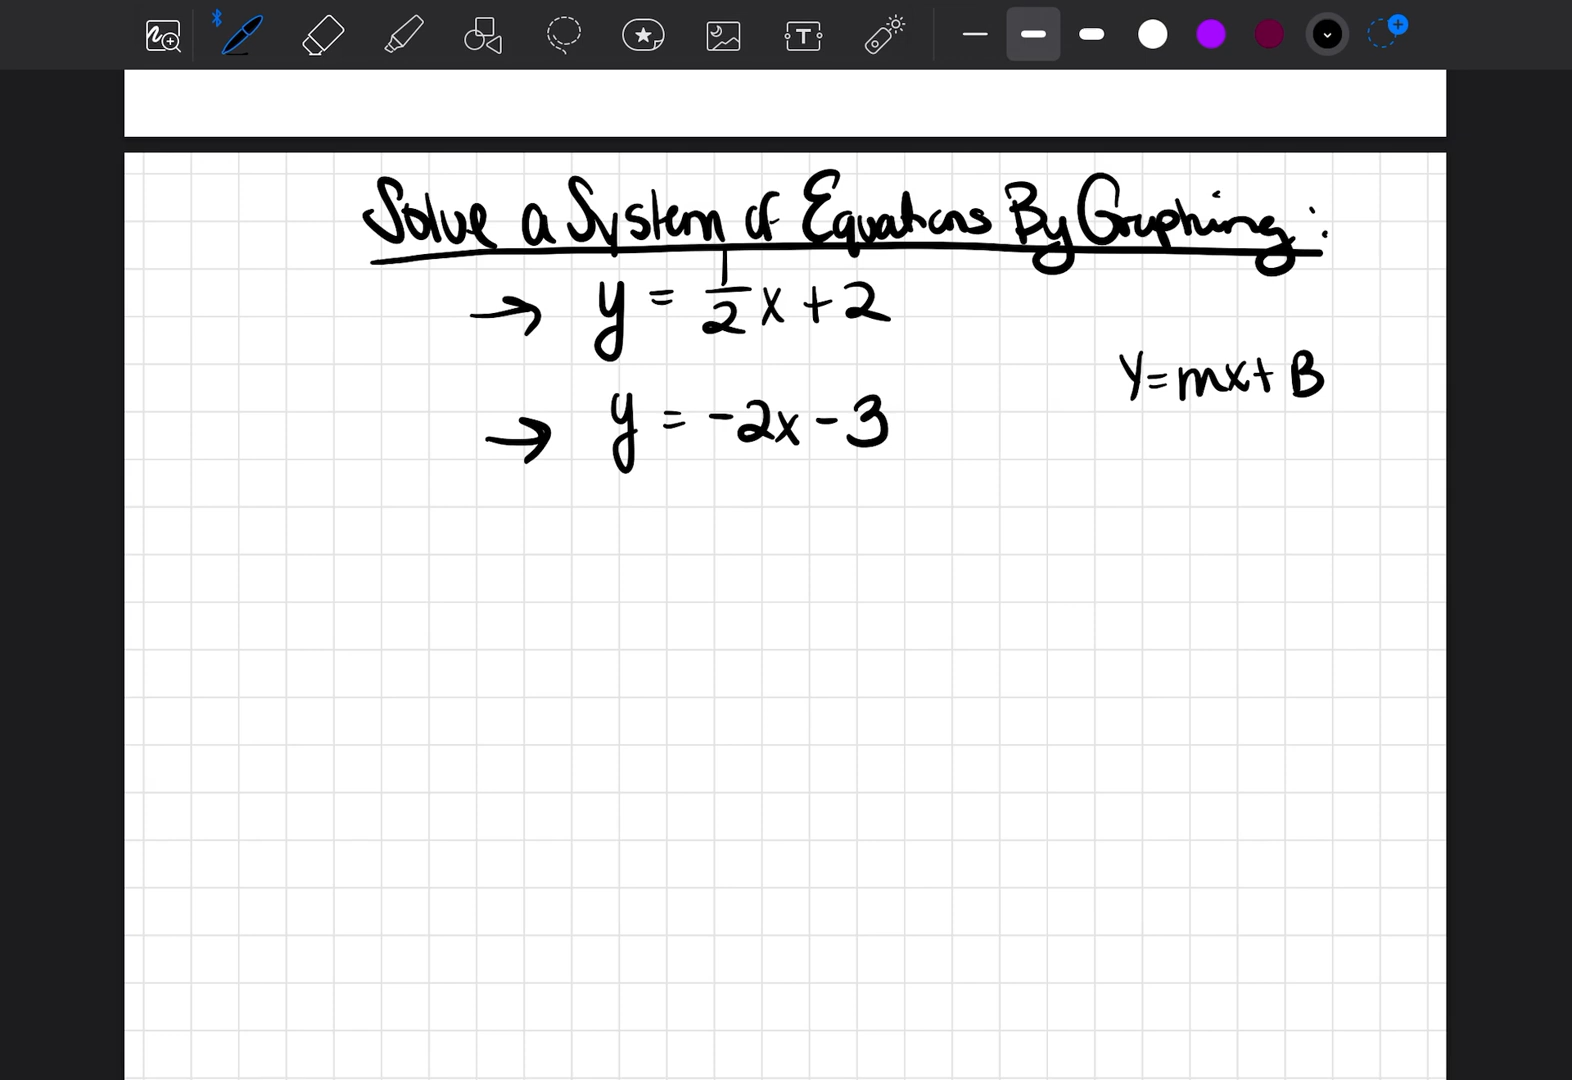 Solve a System of Equations By Graphing:
→ y = 1/2 x + 2
y = mx + B
→ y = -2x - 3